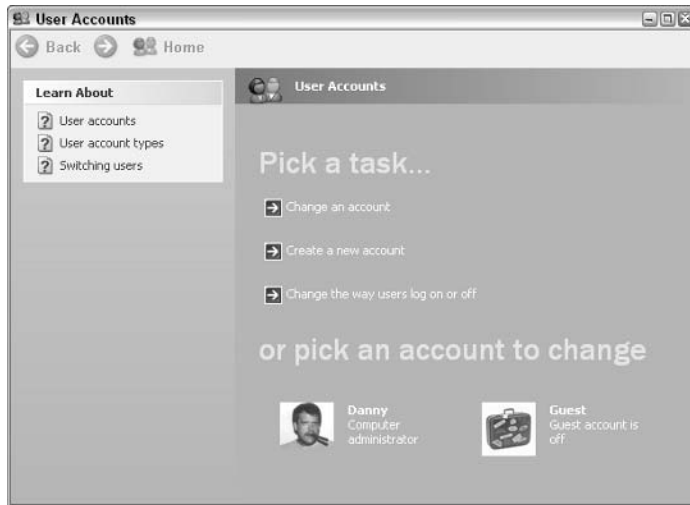 User Accounts
Back Home
Learn About
User accounts
User account types
Switching users
User Accounts
Pick a task...
Change an account
Create a new account
Change the way users log on or off
or pick an account to change
Danny
Computer
administrator
Guest
Guest account is
off